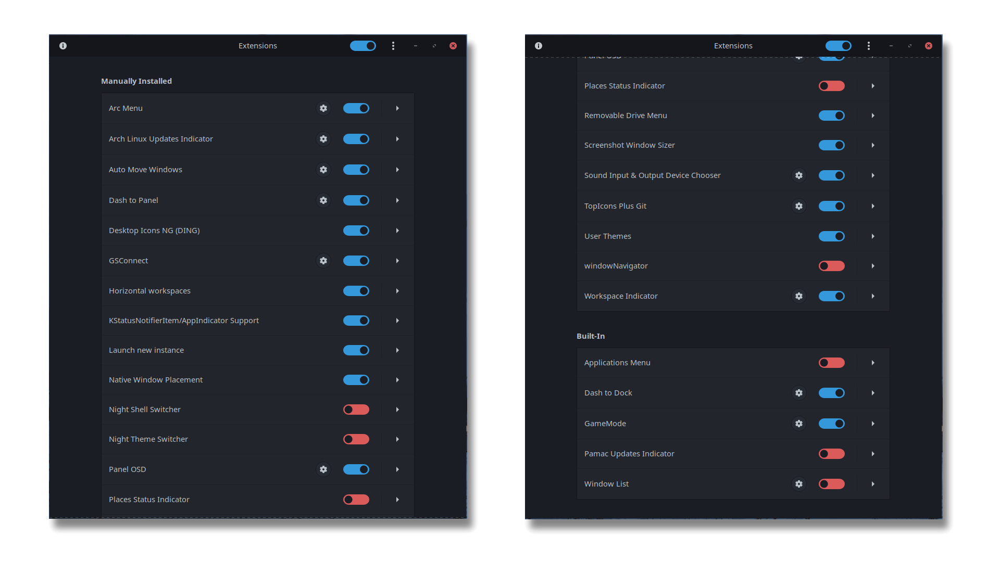 Extensions
Manually Installed
Arc Menu
Arch Linux Updates Indicator
Auto Move Windows
Dash to Panel
Desktop Icons NG (DING)
GSConnect
Horizontal workspaces
KStatusNotifierItem/AppIndicator Support
Launch new instance
Native Window Placement
Night Shell Switcher
Night Theme Switcher
Panel OSD
Places Status Indicator
Extensions
Panel OSD
Places Status Indicator
Removable Drive Menu
Screenshot Window Sizer
Sound Input & Output Device Chooser
TopIcons Plus Git
User Themes
windowNavigator
Workspace Indicator
Built-In
Applications Menu
Dash to Dock
GameMode
Pamac Updates Indicator
Window List